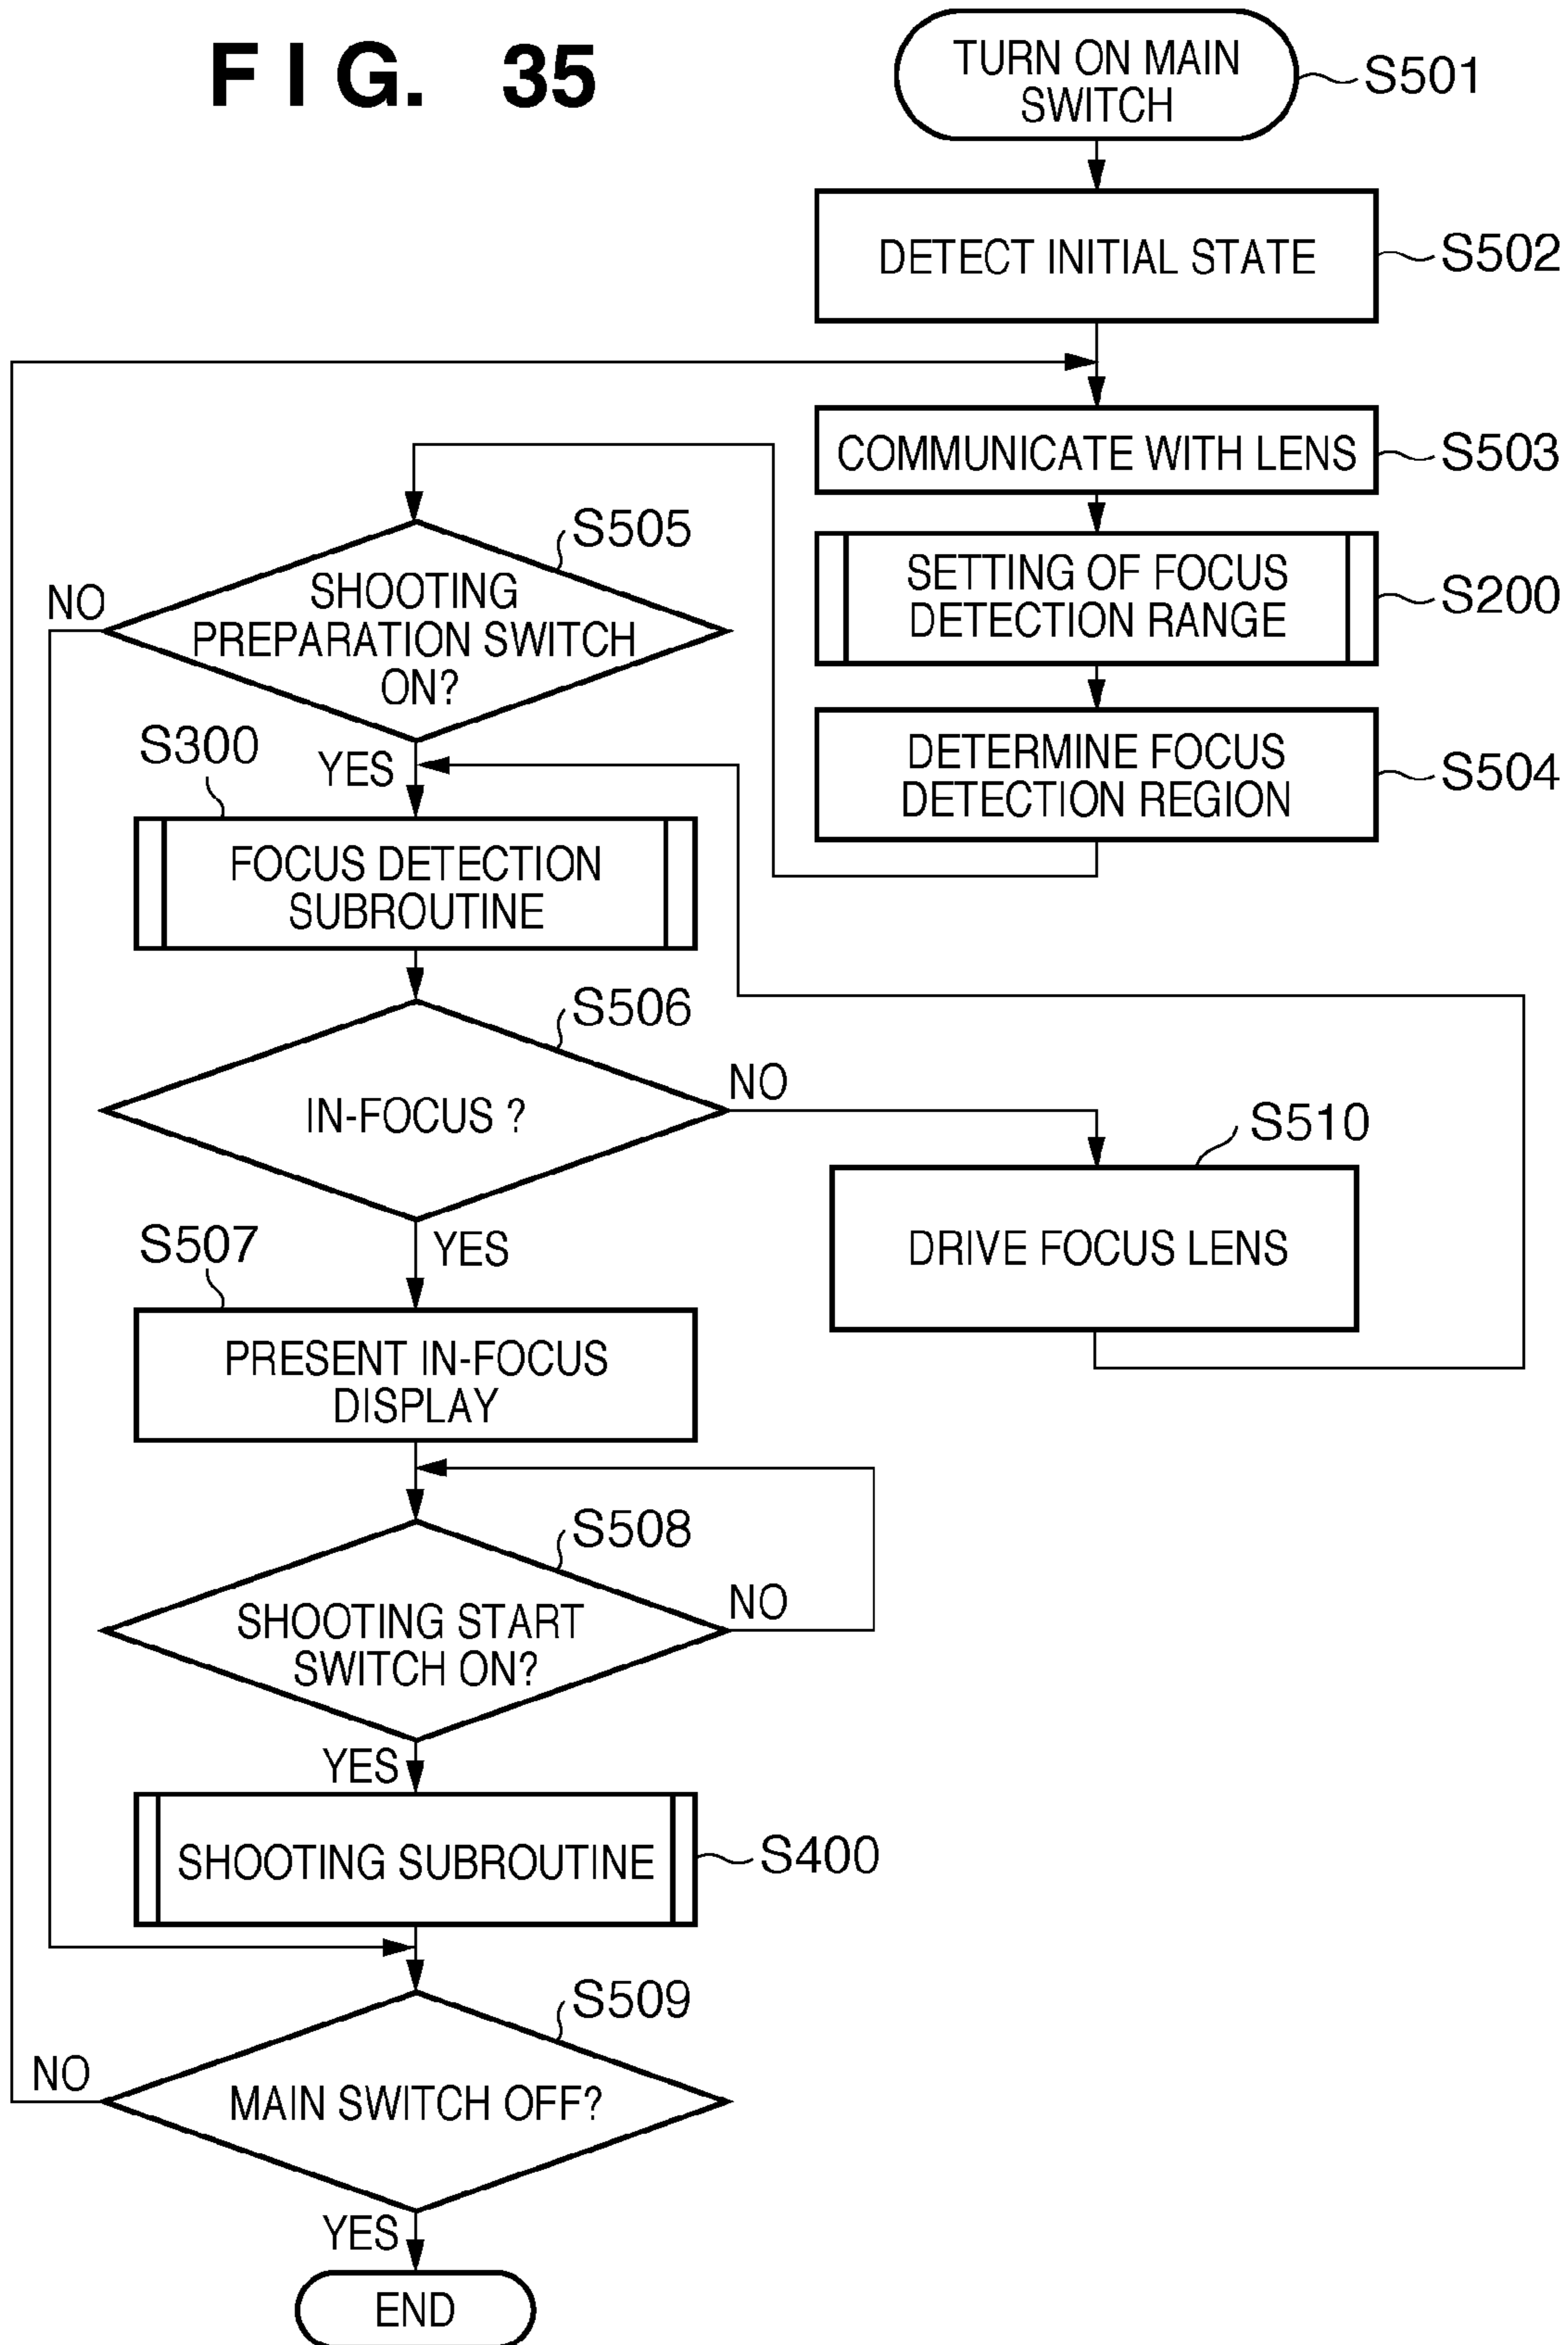 FIG. 35
TURN ON MAIN
SWITCH
S501
DETECT INITIAL STATE
S502
COMMUNICATE WITH LENS
S503
SETTING OF FOCUS
DETECTION RANGE
S200
DETERMINE FOCUS
DETECTION REGION
S504
S505
SHOOTING
PREPARATION SWITCH
ON?
NO
YES
S300
FOCUS DETECTION
SUBROUTINE
S506
IN-FOCUS ?
NO
S510
DRIVE FOCUS LENS
YES
S507
PRESENT IN-FOCUS
DISPLAY
S508
SHOOTING START
SWITCH ON?
NO
YES
SHOOTING SUBROUTINE
S400
S509
MAIN SWITCH OFF?
NO
YES
END